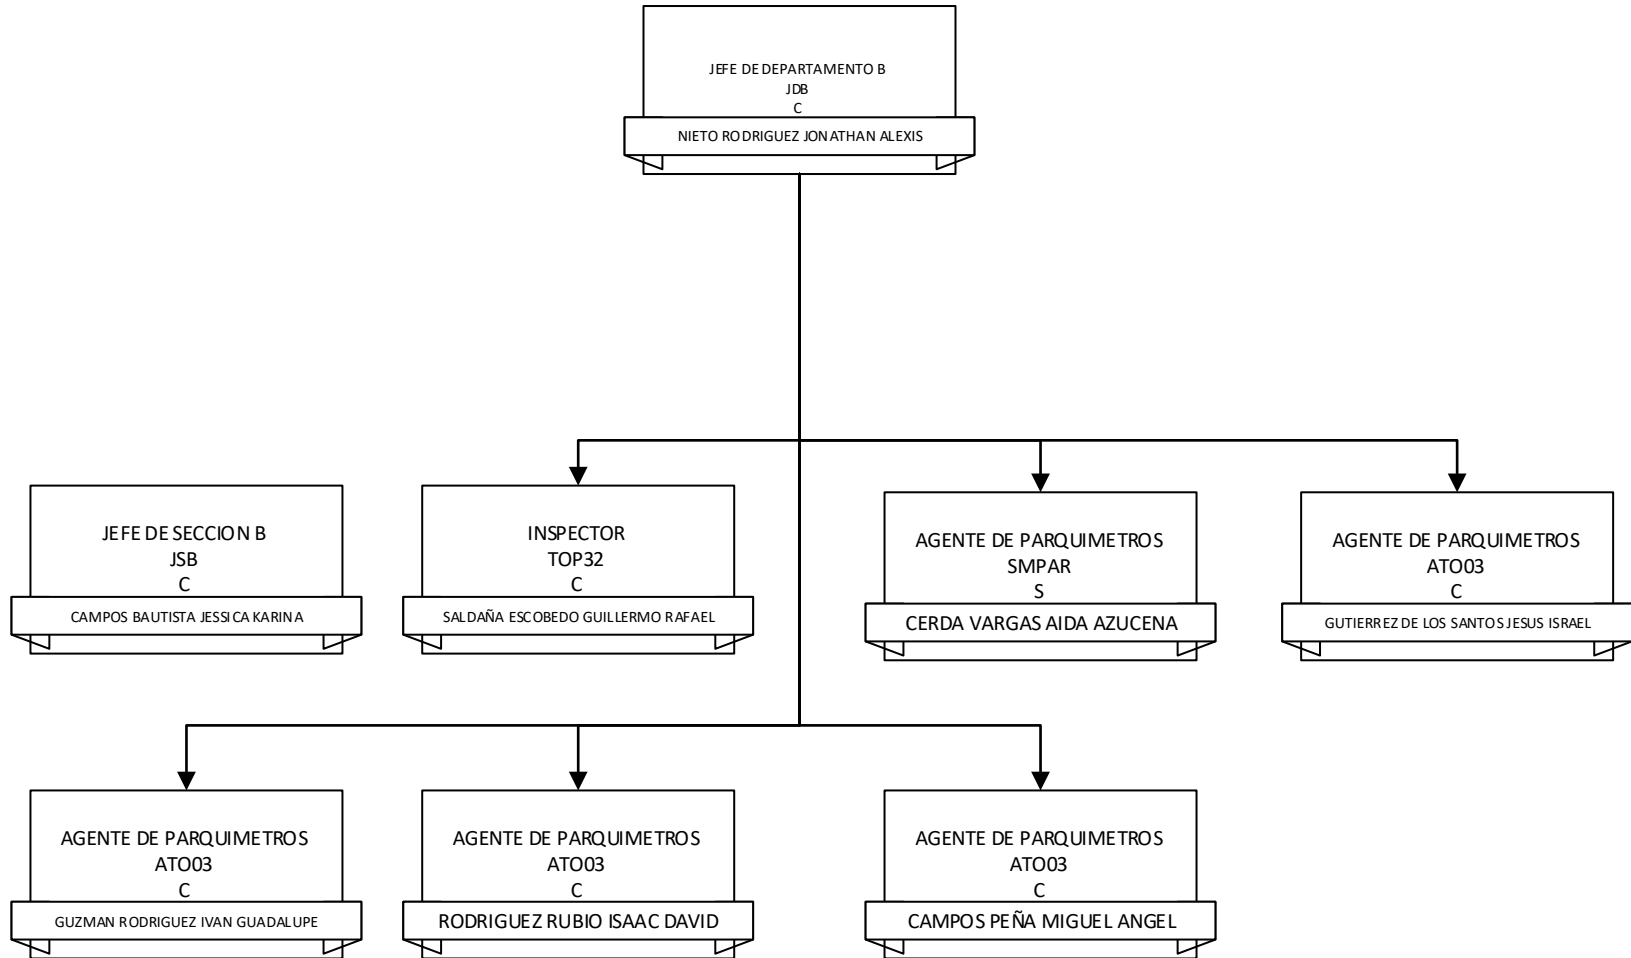 JEFE DE DEPARTAMENTO B
JDB
C
NIETO RODRIGUEZ JONATHAN ALEXIS
JEFE DE SECCION B
JSB
C
CAMPOS BAUTISTA JESSICA KARINA
INSPECTOR
TOP32
C
SALDAÑA ESCOBEDO GUILLERMO RAFAEL
AGENTE DE PARQUIMETROS
SMPAR
S
CERDA VARGAS AIDA AZUCENA
AGENTE DE PARQUIMETROS
ATO03
C
GUTIERREZ DE LOS SANTOS JESUS ISRAEL
AGENTE DE PARQUIMETROS
ATO03
C
GUZMAN RODRIGUEZ IVAN GUADALUPE
AGENTE DE PARQUIMETROS
ATO03
C
RODRIGUEZ RUBIO ISAAC DAVID
AGENTE DE PARQUIMETROS
ATO03
C
CAMPOS PEÑA MIGUEL ANGEL